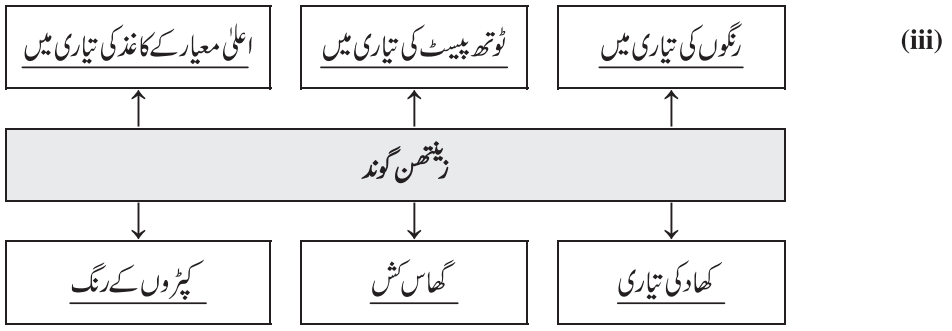 (iii)
رنگوں کی تیاری میں
ٹوتھ پیسٹ کی تیاری میں
اعلیٰ معیار کے کاغذ کی تیاری میں
زینتھن گوند
کھاد کی تیاری
گھاس کش
کپڑوں کے رنگ